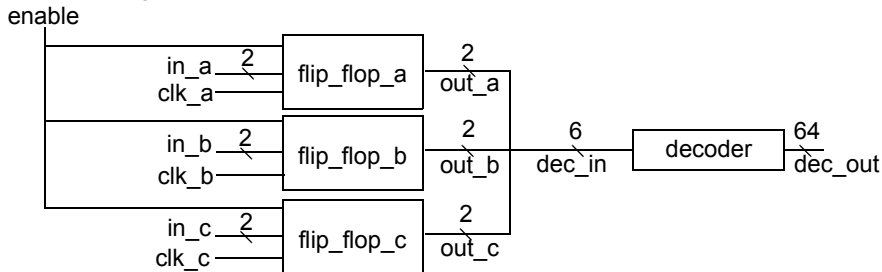 enable
in_a 2
clk_a
flip_flop_a
2
out_a
in_b 2
clk_b
flip_flop_b
2
out_b
in_c 2
clk_c
flip_flop_c
2
out_c
6
dec_in
decoder
64
dec_out